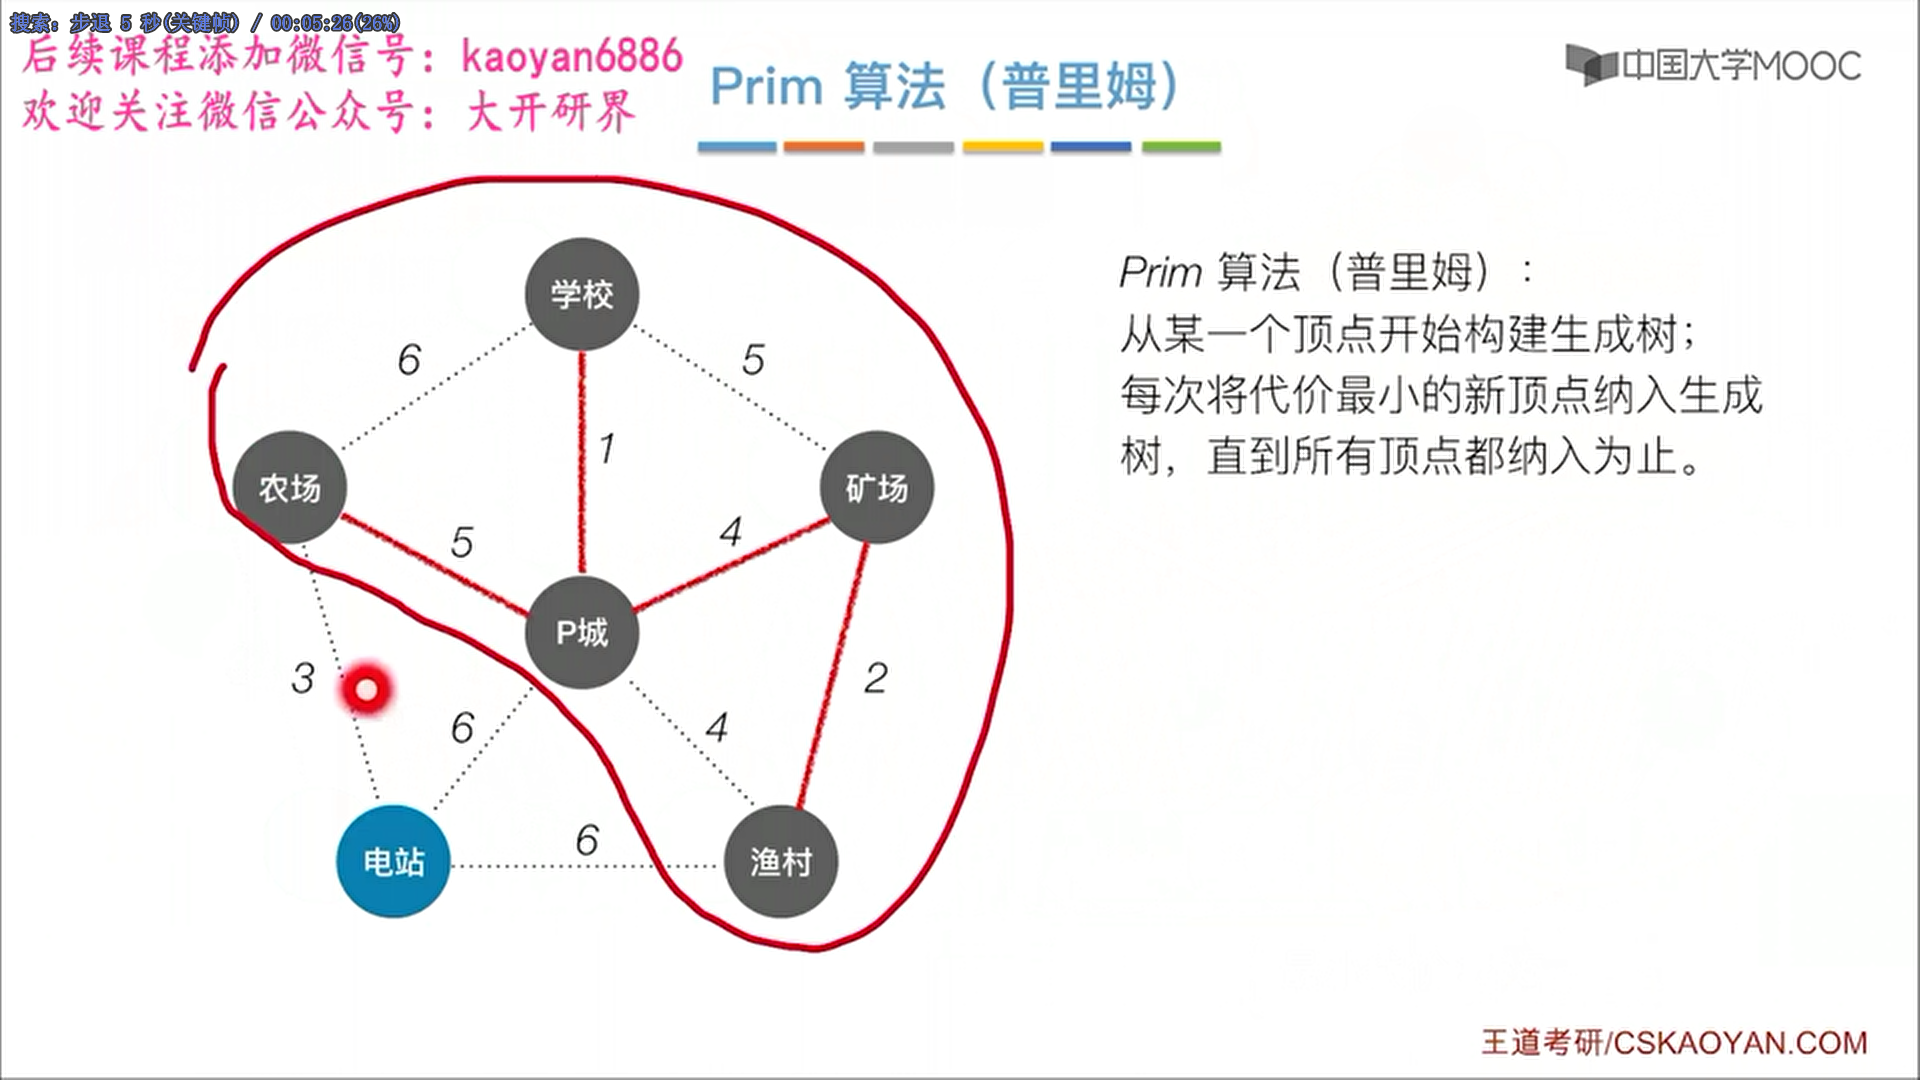 搜索: 步退 5 秒(关键帧) / 00:05:26(26%)
后续课程添加微信号：kaoyan6886
欢迎关注微信公众号：大开研界
Prim 算法（普里姆）
中国大学MOOC
Prim 算法（普里姆）：
从某一个顶点开始构建生成树；
每次将代价最小的新顶点纳入生成
树，直到所有顶点都纳入为止。
学校
6
5
1
农场
矿场
5
4
P城
3
2
6
4
6
电站
渔村
王道考研/CSKAOYAN.COM